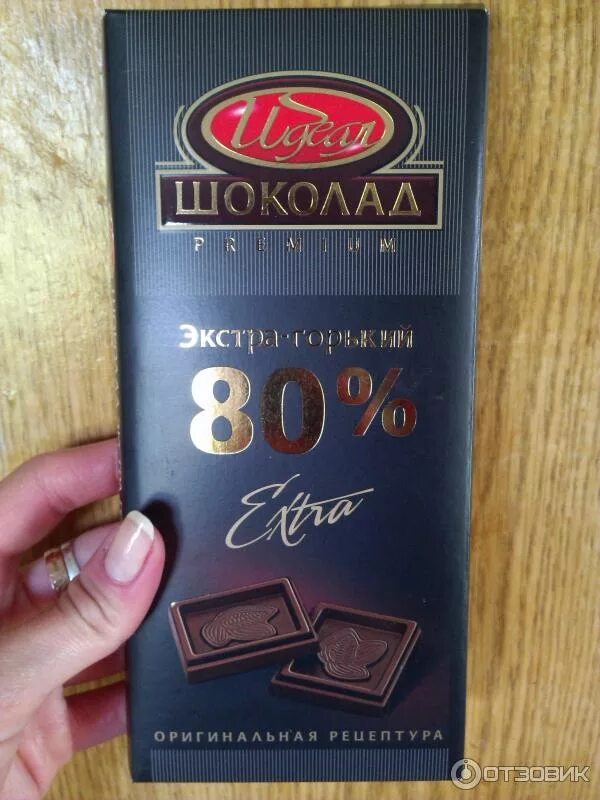 Идеал
ШОКОЛАД
PREMIUM
Экстра-горький
80%
Extra
ОРИГИНАЛЬНАЯ РЕЦЕПТУРА
ОТЗОВИК